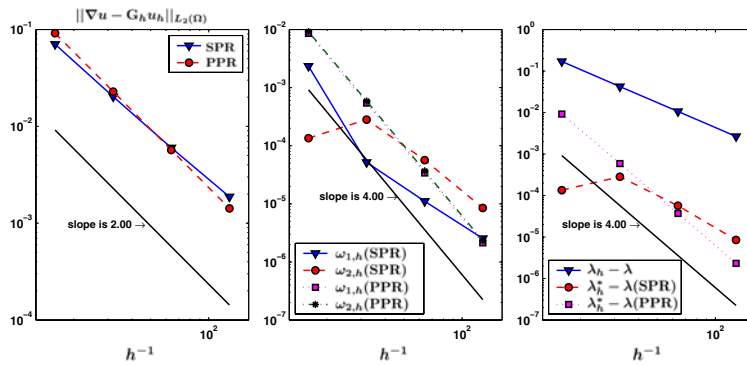 ||∇u − G_h u_h||_{L_2(Ω)}
10^{-1}
10^{-2}
10^{-3}
10^{-4}
SPR
PPR
slope is 2.00 →
10^2
h^{-1}
10^{-2}
10^{-3}
10^{-4}
10^{-5}
10^{-6}
10^{-7}
slope is 4.00 →
ω_{1,h}(SPR)
ω_{2,h}(SPR)
ω_{1,h}(PPR)
ω_{2,h}(PPR)
10^2
h^{-1}
10^0
10^{-1}
10^{-2}
10^{-3}
10^{-4}
10^{-5}
10^{-6}
10^{-7}
slope is 4.00 →
λ_h − λ
λ_h^* − λ(SPR)
λ_h^* − λ(PPR)
10^2
h^{-1}